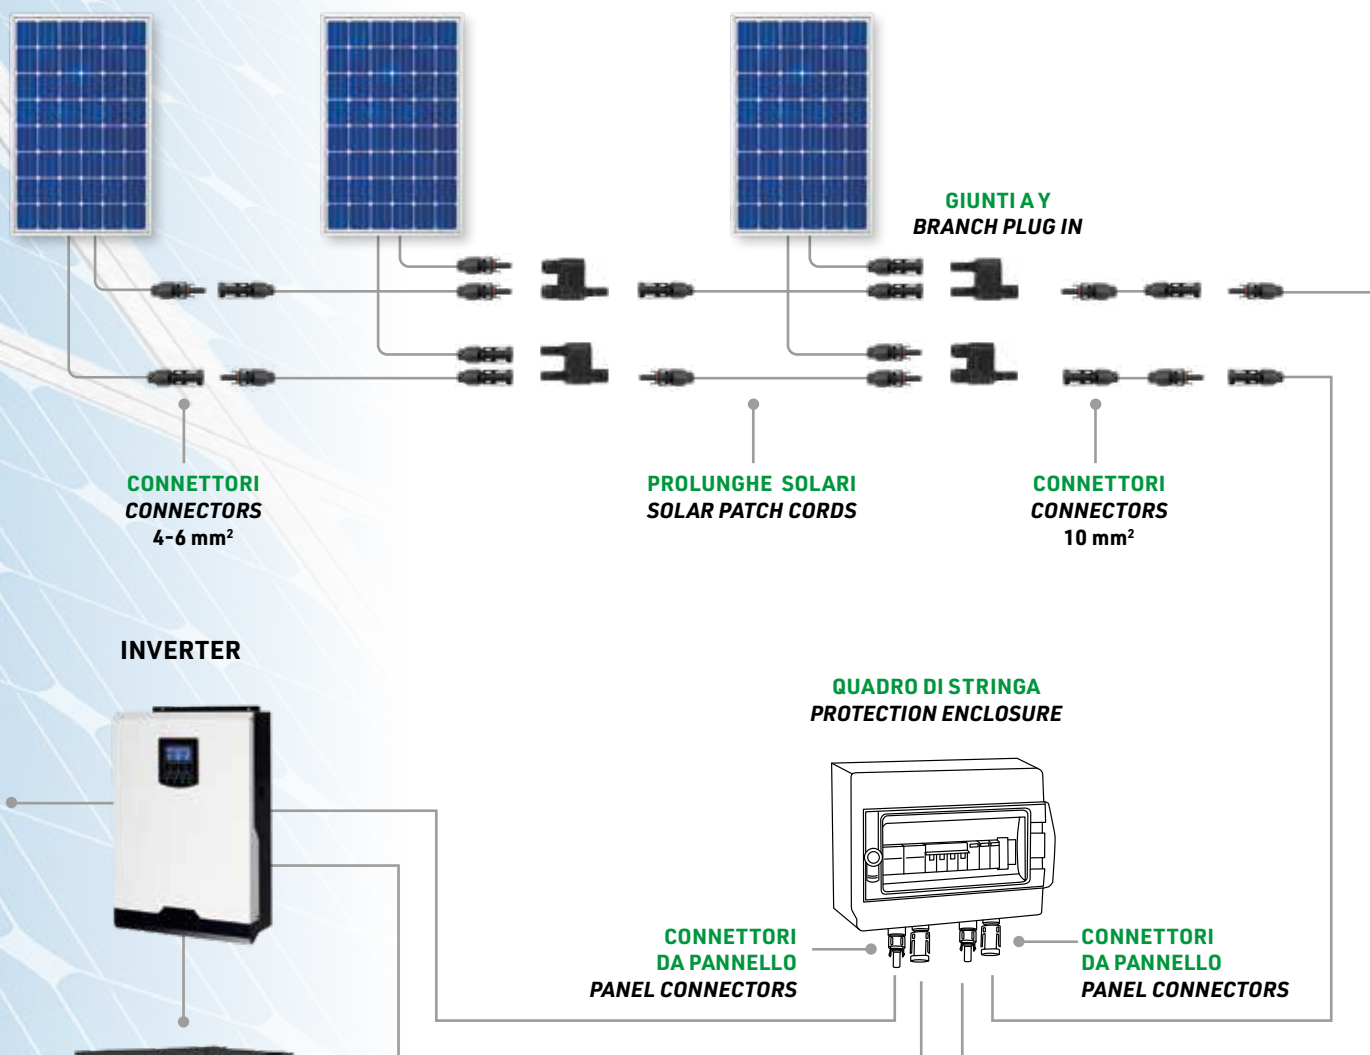 GIUNTI A Y
BRANCH PLUG IN
CONNETTORI
CONNECTORS
4-6 mm²
PROLUNGHE SOLARI
SOLAR PATCH CORDS
CONNETTORI
CONNECTORS
10 mm²
INVERTER
QUADRO DI STRINGA
PROTECTION ENCLOSURE
CONNETTORI
DA PANNELLO
PANEL CONNECTORS
CONNETTORI
DA PANNELLO
PANEL CONNECTORS